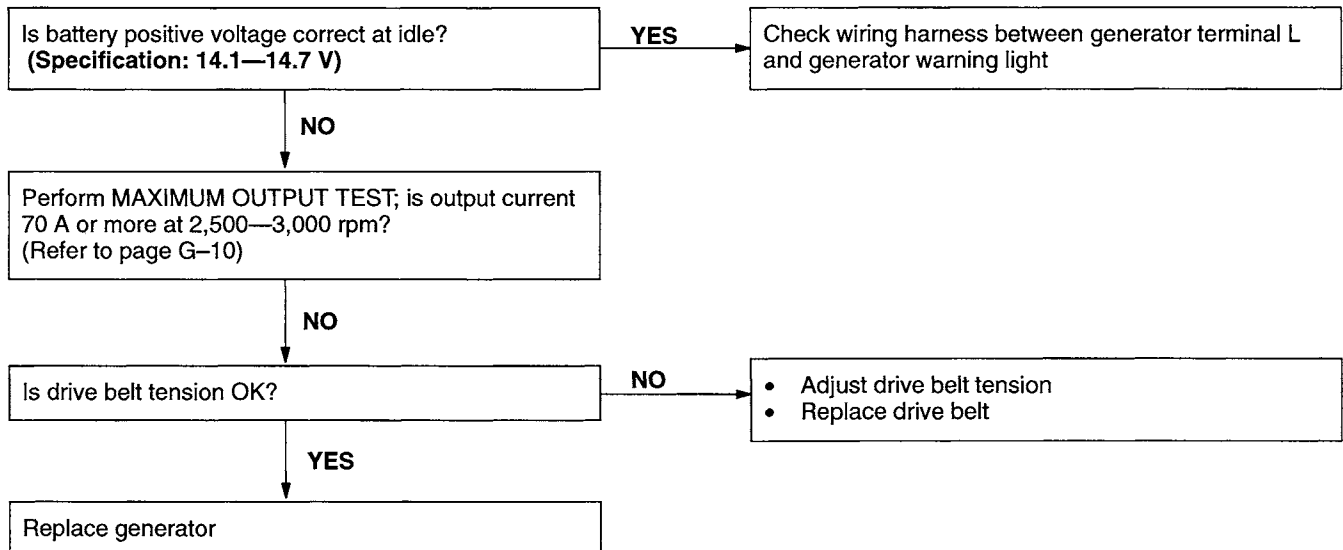 Is battery positive voltage correct at idle?
(Specification: 14.1—14.7 V)
YES
Check wiring harness between generator terminal L
and generator warning light
NO
Perform MAXIMUM OUTPUT TEST; is output current
70 A or more at 2,500—3,000 rpm?
(Refer to page G–10)
NO
Is drive belt tension OK?
NO
• Adjust drive belt tension
• Replace drive belt
YES
Replace generator